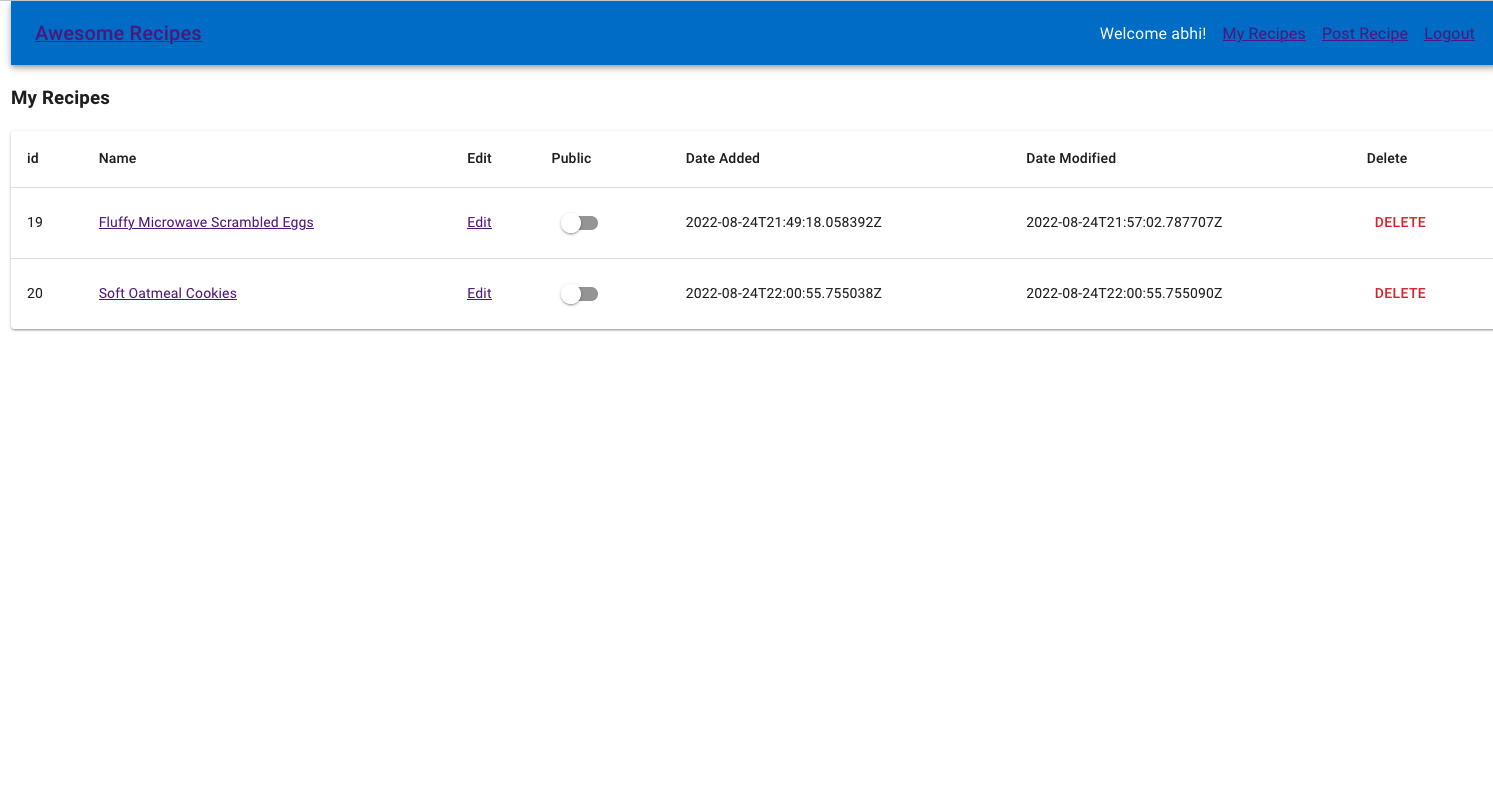 Awesome Recipes Welcome abhi! My Recipes Post Recipe Logout
My Recipes
id Name Edit Public Date Added Date Modified Delete
19 Fluffy Microwave Scrambled Eggs Edit 2022-08-24T21:49:18.058392Z 2022-08-24T21:57:02.787707Z DELETE
20 Soft Oatmeal Cookies Edit 2022-08-24T22:00:55.755038Z 2022-08-24T22:00:55.755090Z DELETE